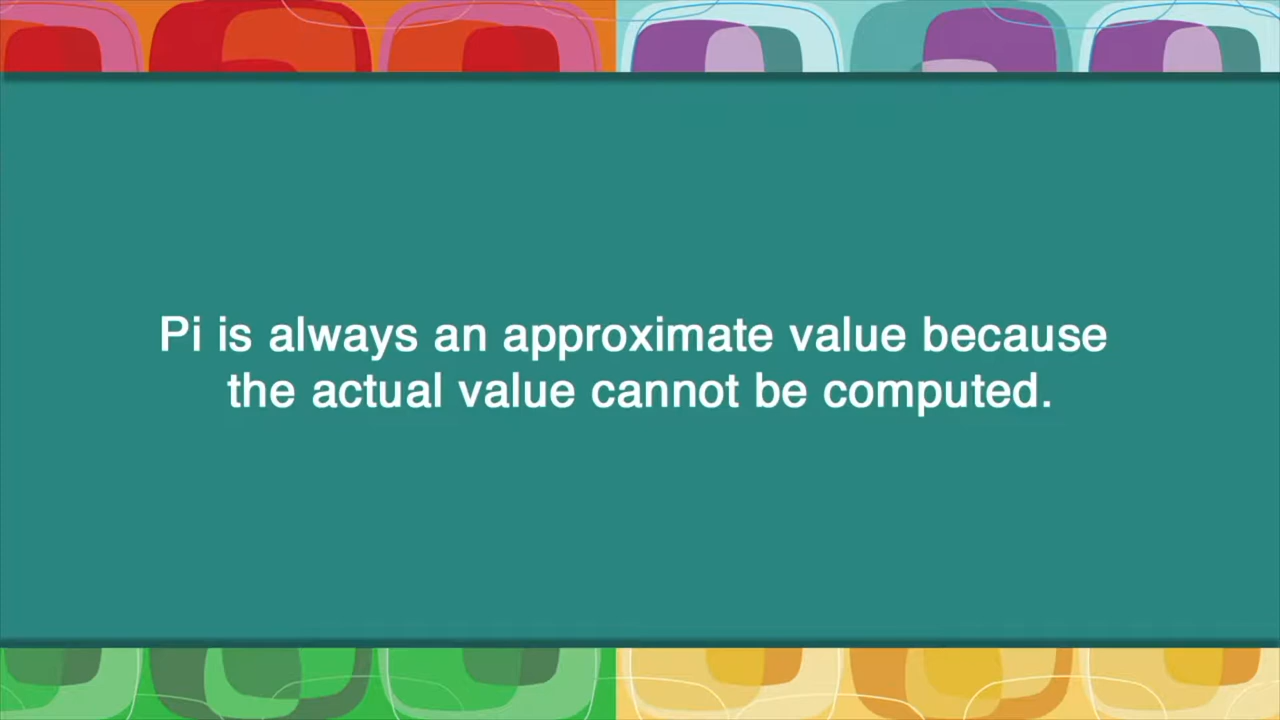 Pi is always an approximate value because
the actual value cannot be computed.